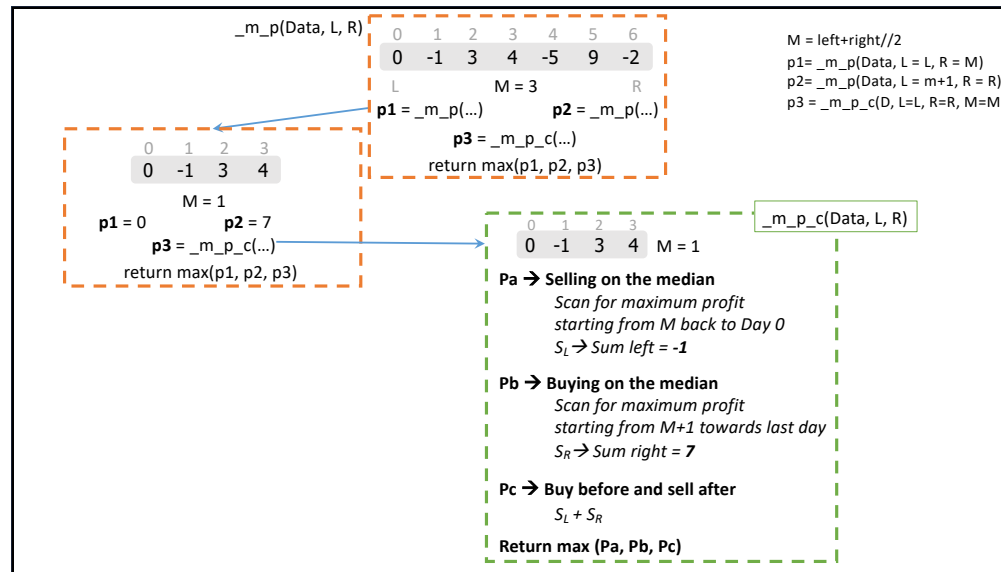 _m_p(Data, L, R)
0 1 2 3 4 5 6
0 -1 3 4 -5 9 -2
L M = 3 R
p1 = _m_p(...) p2 = _m_p(...)
p3 = _m_p_c(...)
return max(p1, p2, p3)
M = left+right//2
p1= _m_p(Data, L = L, R = M)
p2= _m_p(Data, L = m+1, R = R)
p3 = _m_p_c(D, L=L, R=R, M=M
0 1 2 3
0 -1 3 4
M = 1
p1 = 0 p2 = 7
p3 = _m_p_c(...)
return max(p1, p2, p3)
_m_p_c(Data, L, R)
0 1 2 3
0 -1 3 4 M = 1
Pa → Selling on the median
Scan for maximum profit
starting from M back to Day 0
S_L → Sum left = -1
Pb → Buying on the median
Scan for maximum profit
starting from M+1 towards last day
S_R → Sum right = 7
Pc → Buy before and sell after
S_L + S_R
Return max (Pa, Pb, Pc)